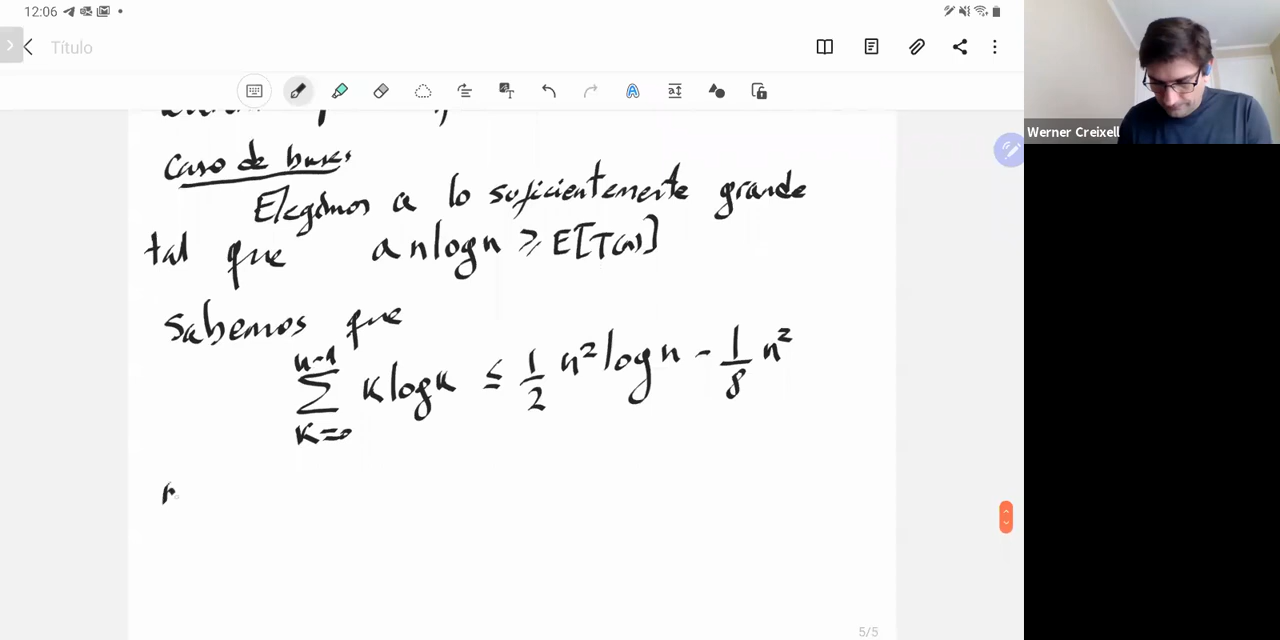 12:06
Título
Werner Creixell
Caso de base
Elegimos a lo suficientemente grande
tal que a n log n ≥ E[T(n)]
Sabemos que
n-1
∑ K log K ≤ 1/2 n² log n - 1/8 n²
K=0
5/5